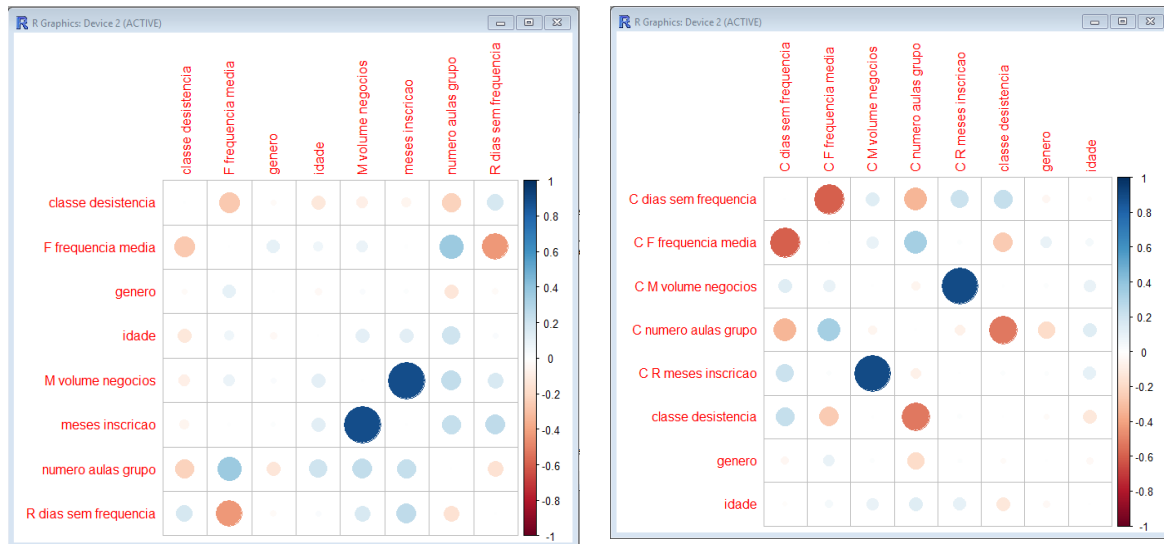 R Graphics: Device 2 (ACTIVE)
classe desistencia
F frequencia media
genero
idade
M volume negocios
meses inscricao
numero aulas grupo
R dias sem frequencia
classe desistencia
F frequencia media
genero
idade
M volume negocios
meses inscricao
numero aulas grupo
R dias sem frequencia
1
0.8
0.6
0.4
0.2
0
-0.2
-0.4
-0.6
-0.8
-1
R Graphics: Device 2 (ACTIVE)
C dias sem frequencia
C F frequencia media
C M volume negocios
C numero aulas grupo
C R meses inscricao
classe desistencia
genero
idade
C dias sem frequencia
C F frequencia media
C M volume negocios
C numero aulas grupo
C R meses inscricao
classe desistencia
genero
idade
1
0.8
0.6
0.4
0.2
0
-0.2
-0.4
-0.6
-0.8
-1